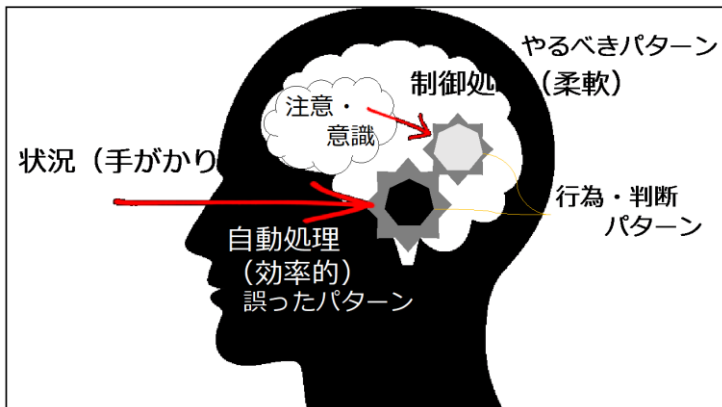 やるべきパターン
制御処 （柔軟）
注意・
意識
状況（手がかり
行為・判断
パターン
自動処理
（効率的）
誤ったパターン